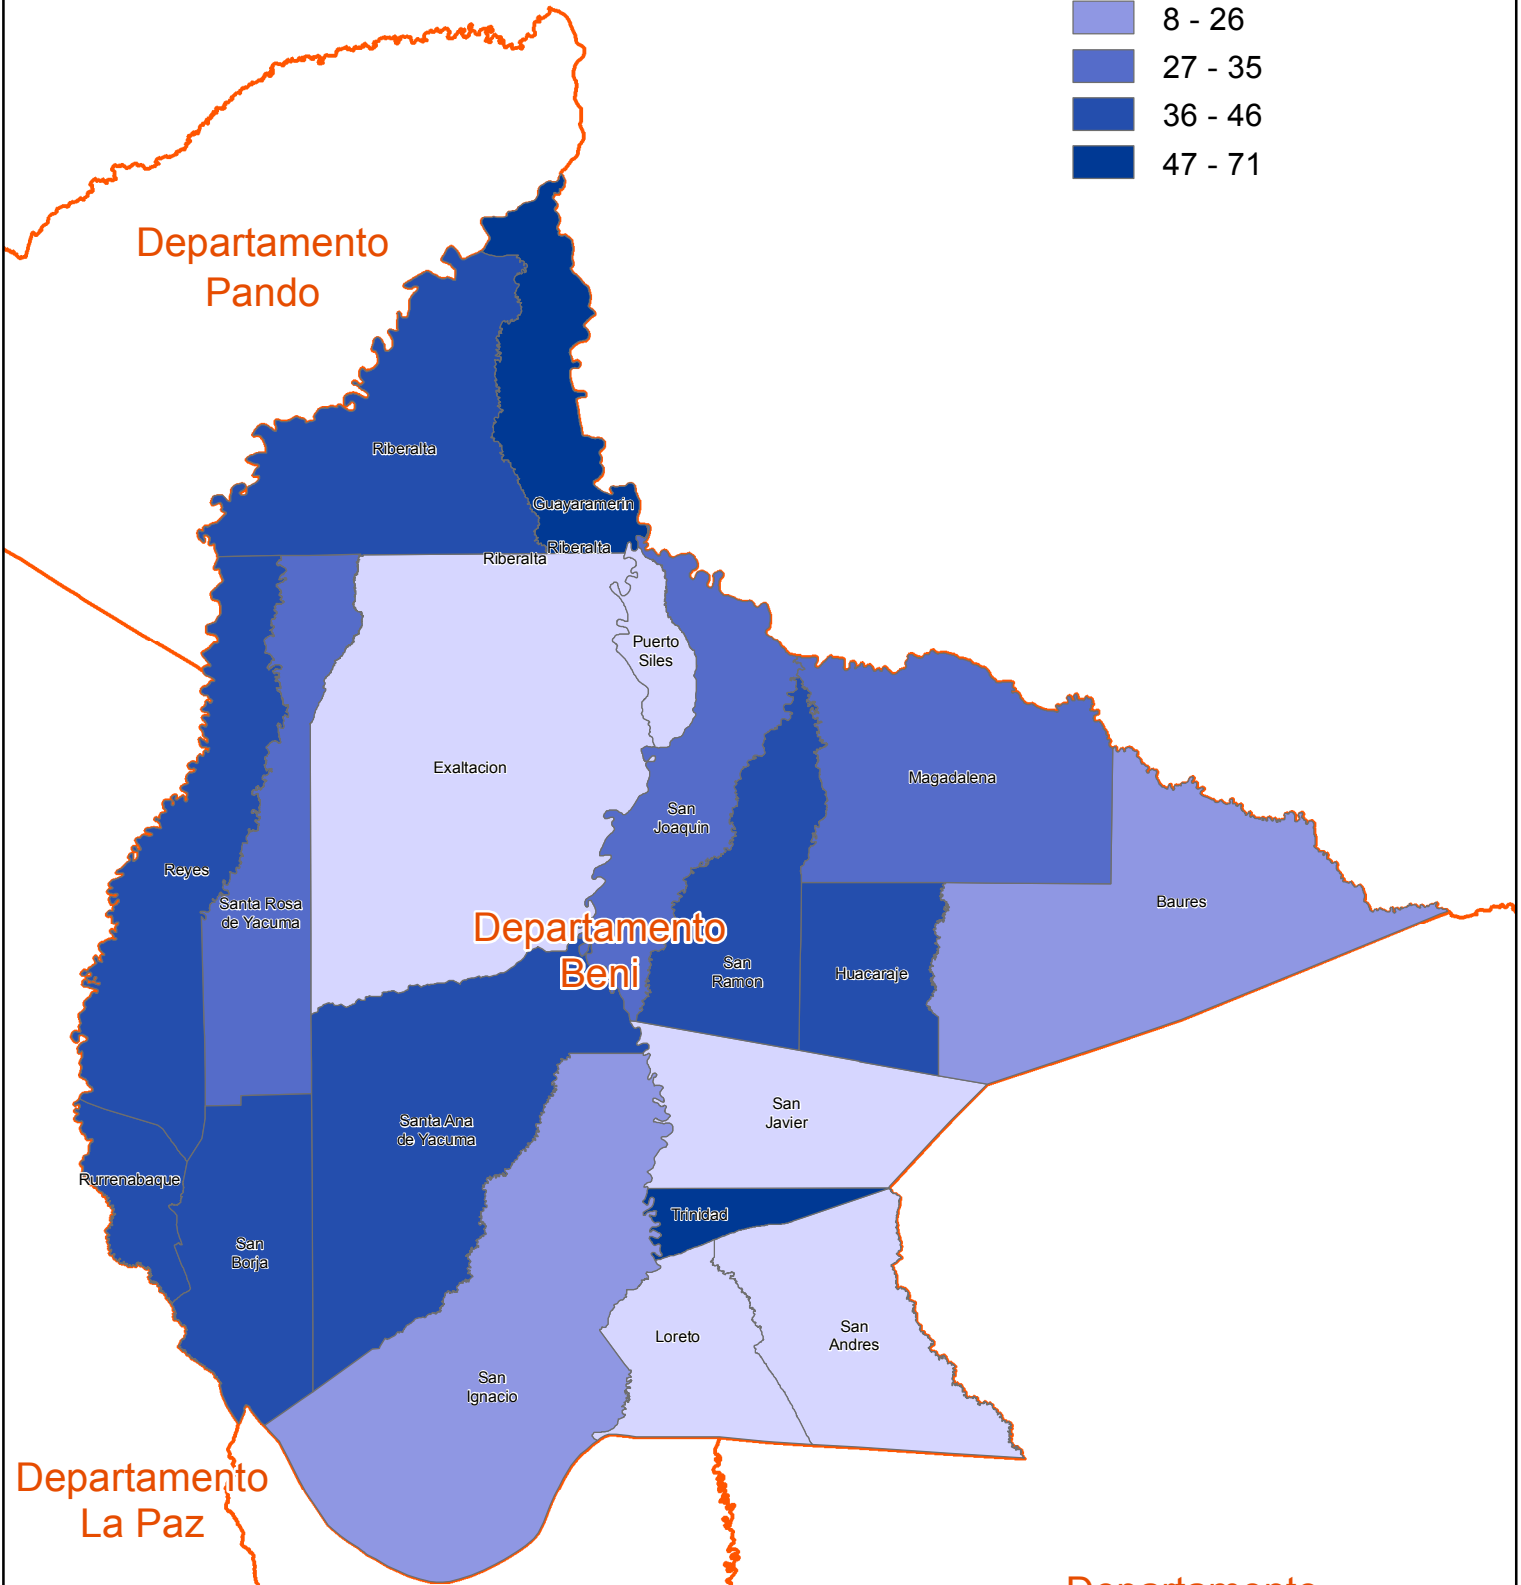 8 - 26
27 - 35
36 - 46
47 - 71
Departamento
Pando
Riberalta
Guayaramerin
Riberalta
Riberalta
Puerto
Siles
Exaltacion
Magadalena
San
Joaquin
Reyes
Santa Rosa
de Yacuma
Baures
Departamento
Beni
San
Ramon
Huacaraje
San
Javier
Santa Ana
de Yacuma
Rurrenabaque
Trinidad
San
Borja
Loreto
San
Andres
San
Ignacio
Departamento
La Paz
Departamento